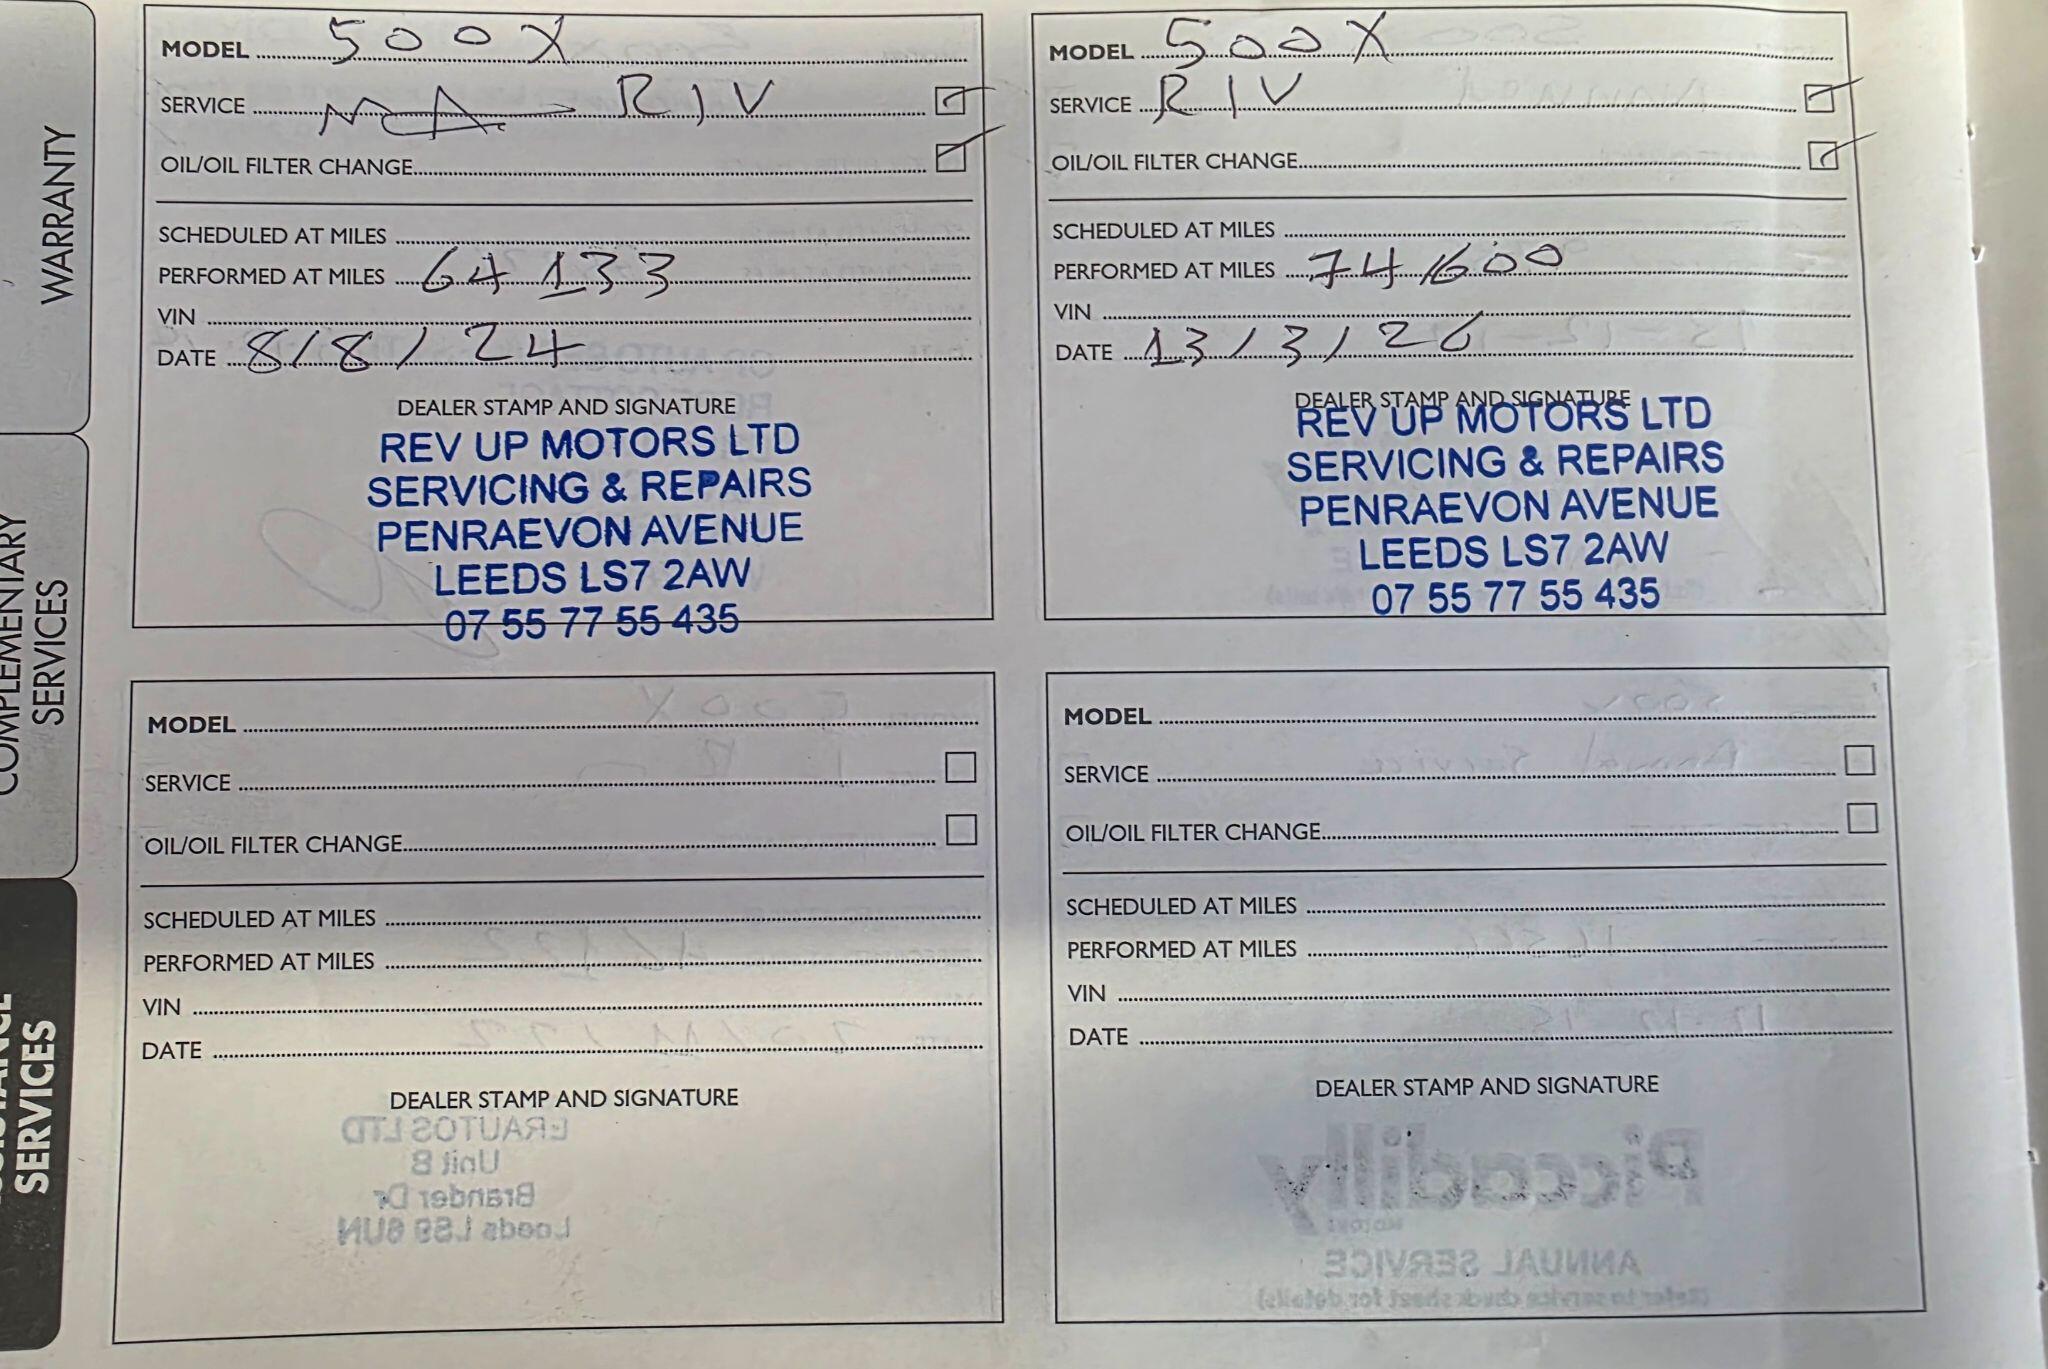 WARRANTY
COMPLEMENTARY
SERVICES
SERVICES
MODEL 500X
SERVICE RIV
OIL/OIL FILTER CHANGE
SCHEDULED AT MILES
PERFORMED AT MILES 64133
VIN
DATE 8/8/24
DEALER STAMP AND SIGNATURE
REV UP MOTORS LTD
SERVICING & REPAIRS
PENRAEVON AVENUE
LEEDS LS7 2AW
07 55 77 55 435
MODEL 500X
SERVICE RIV
OIL/OIL FILTER CHANGE
SCHEDULED AT MILES
PERFORMED AT MILES 74600
VIN
DATE 13/3/26
DEALER STAMP AND SIGNATURE
REV UP MOTORS LTD
SERVICING & REPAIRS
PENRAEVON AVENUE
LEEDS LS7 2AW
07 55 77 55 435
MODEL
SERVICE
OIL/OIL FILTER CHANGE
SCHEDULED AT MILES
PERFORMED AT MILES
VIN
DATE
DEALER STAMP AND SIGNATURE
MODEL
SERVICE
OIL/OIL FILTER CHANGE
SCHEDULED AT MILES
PERFORMED AT MILES
VIN
DATE
DEALER STAMP AND SIGNATURE
Piccadilly
ANNUAL SERVICE